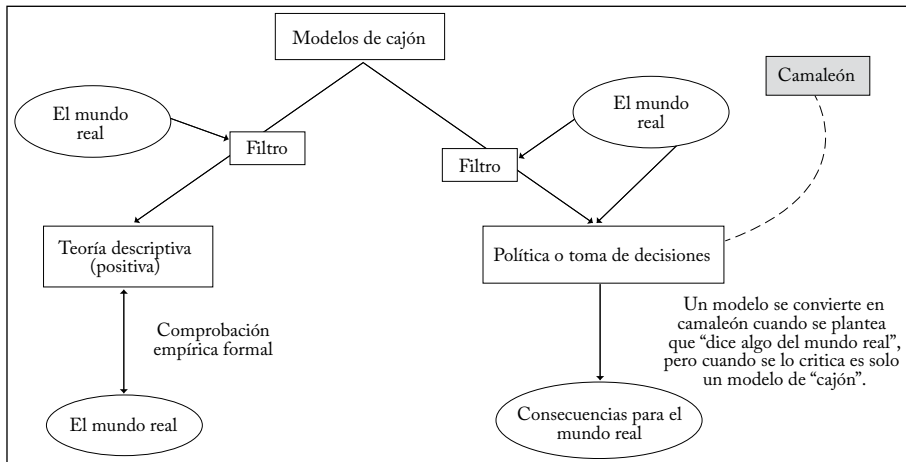 Modelos de cajón
Camaleón
El mundo
real
El mundo
real
Filtro
Filtro
Teoría descriptiva
(positiva)
Política o toma de decisiones
Comprobación
empírica formal
Un modelo se convierte en
camaleón cuando se plantea
que “dice algo del mundo real”,
pero cuando se lo critica es solo
un modelo de “cajón”.
El mundo real
Consecuencias para el
mundo real